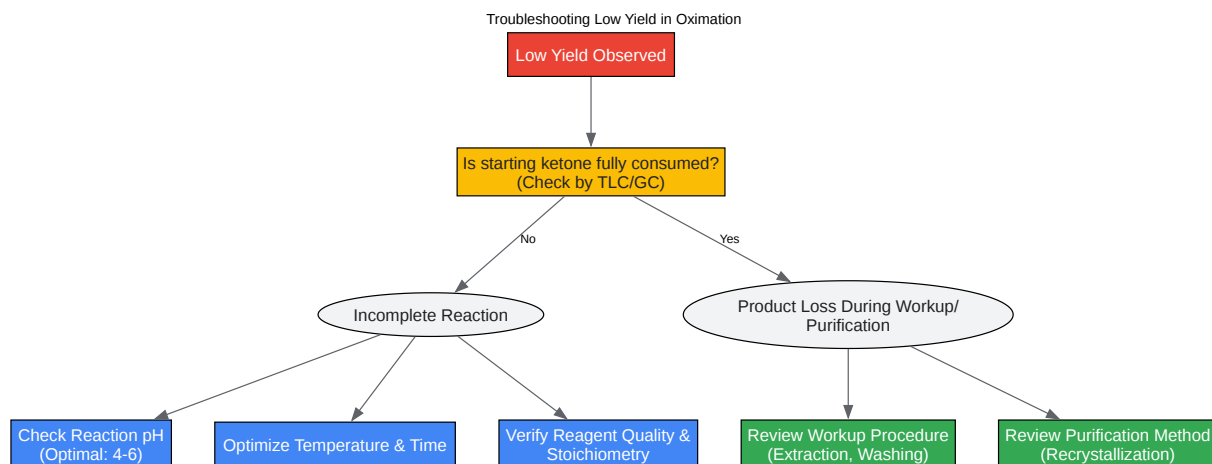 Troubleshooting Low Yield in Oximation
Low Yield Observed
Is starting ketone fully consumed?
(Check by TLC/GC)
No
Yes
Incomplete Reaction
Product Loss During Workup/
Purification
Check Reaction pH
(Optimal: 4-6)
Optimize Temperature & Time
Verify Reagent Quality &
Stoichiometry
Review Workup Procedure
(Extraction, Washing)
Review Purification Method
(Recrystallization)